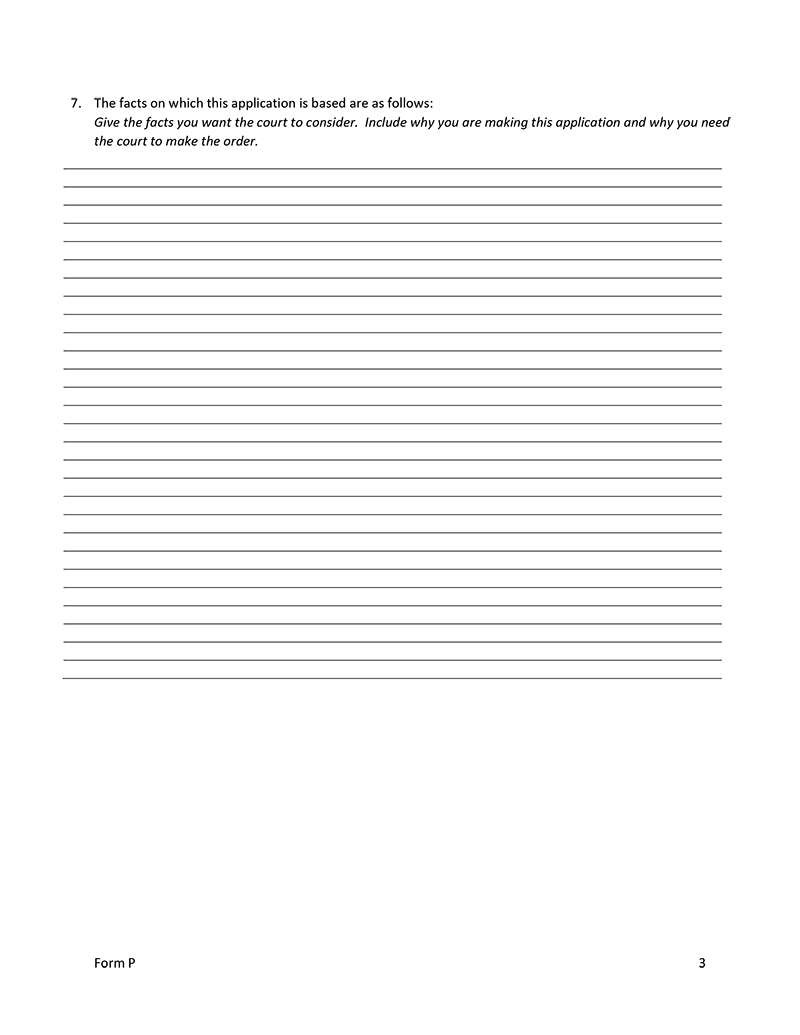 7. The facts on which this application is based are as follows:
Give the facts you want the court to consider.  Include why you are making this application and why you need
the court to make the order.
Form P 3